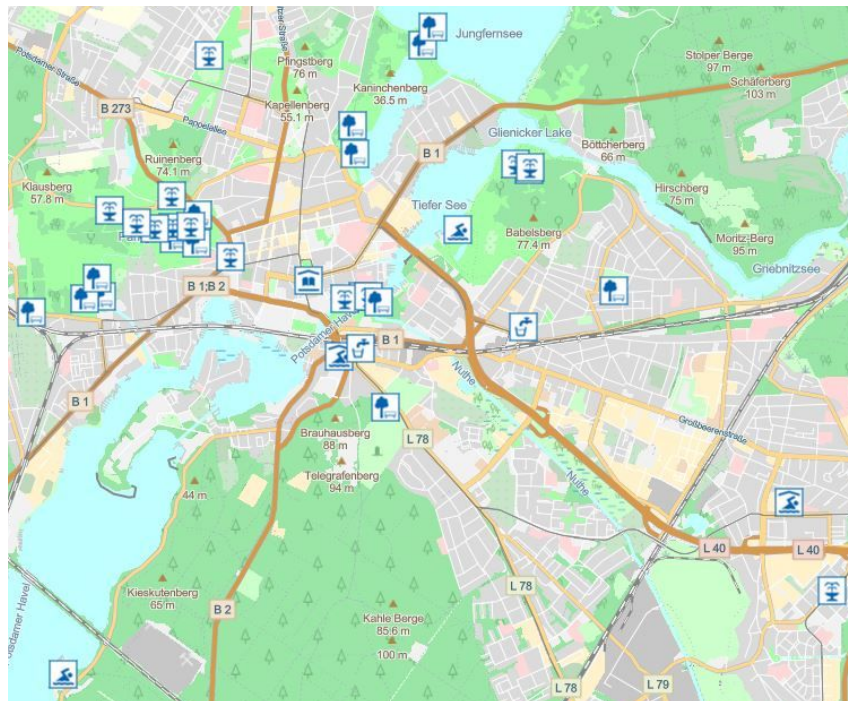 Jungfernsee
Pfingstberg
76 m
Potsdamer-Straße
Kaninchenberg
36.5 m
Stolper Berge
97 m
Schäferberg
103 m
Kapellenberg
55.1 m
B 273
Pappelallee
Glienicker Lake
Böttcherberg
66 m
B 1
Ruinenberg
74.1 m
Klausberg
57.8 m
Hirschberg
75 m
Tiefer See
Babelsberg
77.4 m
Moritz-Berg
95 m
Griebnitzsee
B 1;B 2
Potsdamer Havel
B 1
Nuthe
B 1
Großbeerenstraße
Brauhausberg
88 m
L 78
Telegrafenberg
94 m
44 m
Nuthe
L 40
L 40
Kieskutenberg
65 m
B 2
L 78
Potsdamer Havel
Kahle Berge
85.6 m
100 m
L 78
L 79